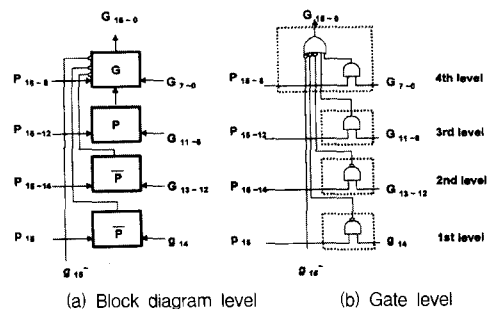 G 15~0
G 15~0
P 15~8
G
G 7~0
P 15~12
P
G 11~8
P 15~14
P̅
G 13~12
P 15
P̅
g 14
g 15‾
P 15~8
G 7~0
4th level
P 15~12
G 11~8
3rd level
P 15~14
G 13~12
2nd level
P 15
g 14
1st level
g 15‾
(a) Block diagram level
(b) Gate level